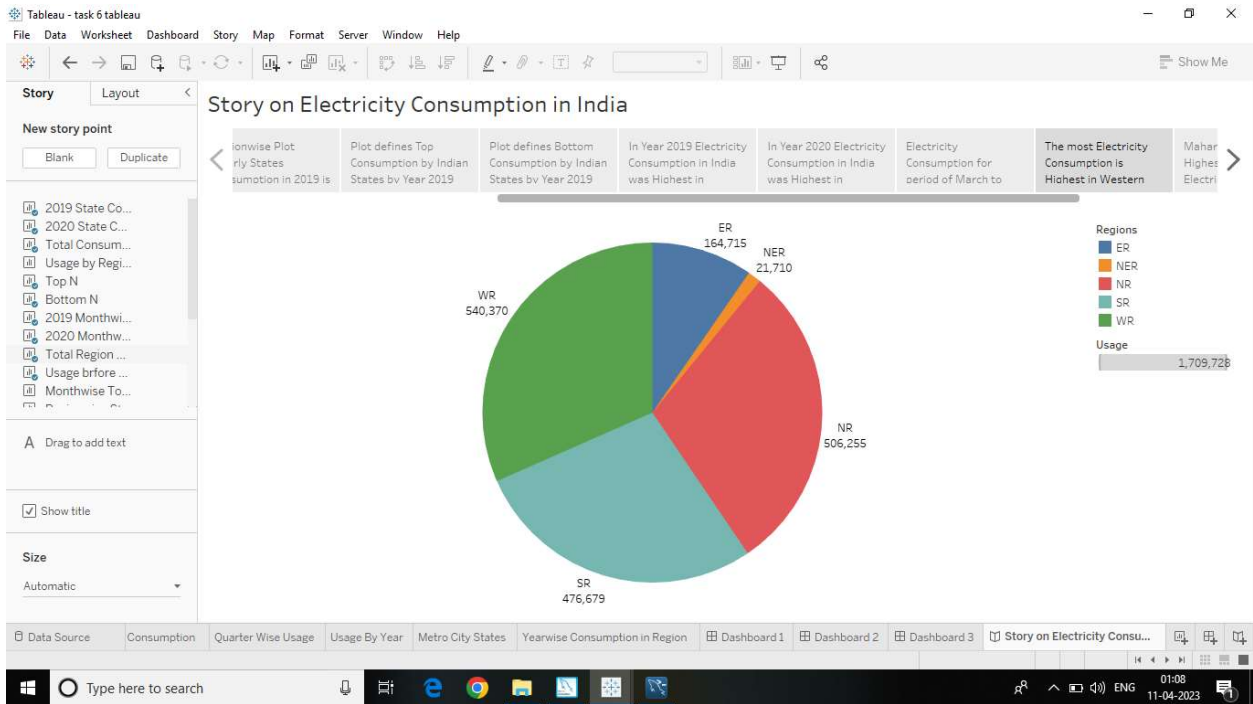 Tableau - task 6 tableau
File Data Worksheet Dashboard Story Map Format Server Window Help
Show Me
Story Layout
New story point
Blank Duplicate
2019 State Co...
2020 State C...
Total Consum...
Usage by Regi...
Top N
Bottom N
2019 Monthwi...
2020 Monthw...
Total Region ...
Usage brfore ...
Monthwise To...
A Drag to add text
Show title
Size
Automatic
Story on Electricity Consumption in India
ionwise Plot
rly States
sumption in 2019 is
Plot defines Top
Consumption by Indian
States by Year 2019
Plot defines Bottom
Consumption by Indian
States by Year 2019
In Year 2019 Electricity
Consumption in India
was Highest in
In Year 2020 Electricity
Consumption in India
was Highest in
Electricity
Consumption for
period of March to
The most Electricity
Consumption is
Highest in Western
Mahar
Highes
Electri
ER
164,715
NER
21,710
WR
540,370
NR
506,255
SR
476,679
Regions
ER
NER
NR
SR
WR
Usage
1,709,728
Data Source Consumption Quarter Wise Usage Usage By Year Metro City States Yearwise Consumption in Region Dashboard 1 Dashboard 2 Dashboard 3 Story on Electricity Consu...
Type here to search
ENG
01:08
11-04-2023
1